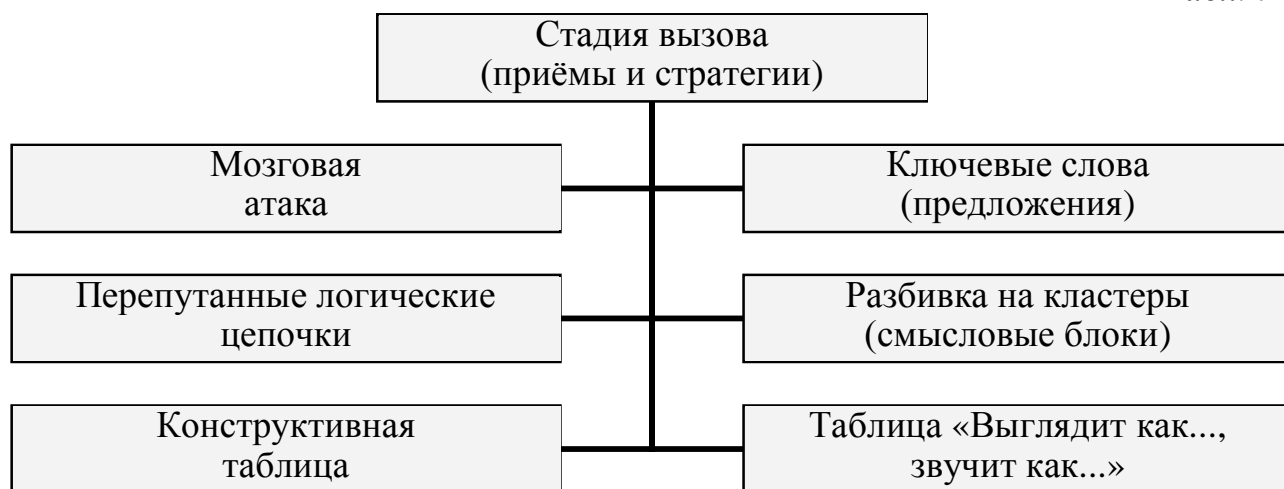 Стадия вызова
(приёмы и стратегии)
Мозговая
атака
Ключевые слова
(предложения)
Перепутанные логические
цепочки
Разбивка на кластеры
(смысловые блоки)
Конструктивная
таблица
Таблица «Выглядит как...,
звучит как...»